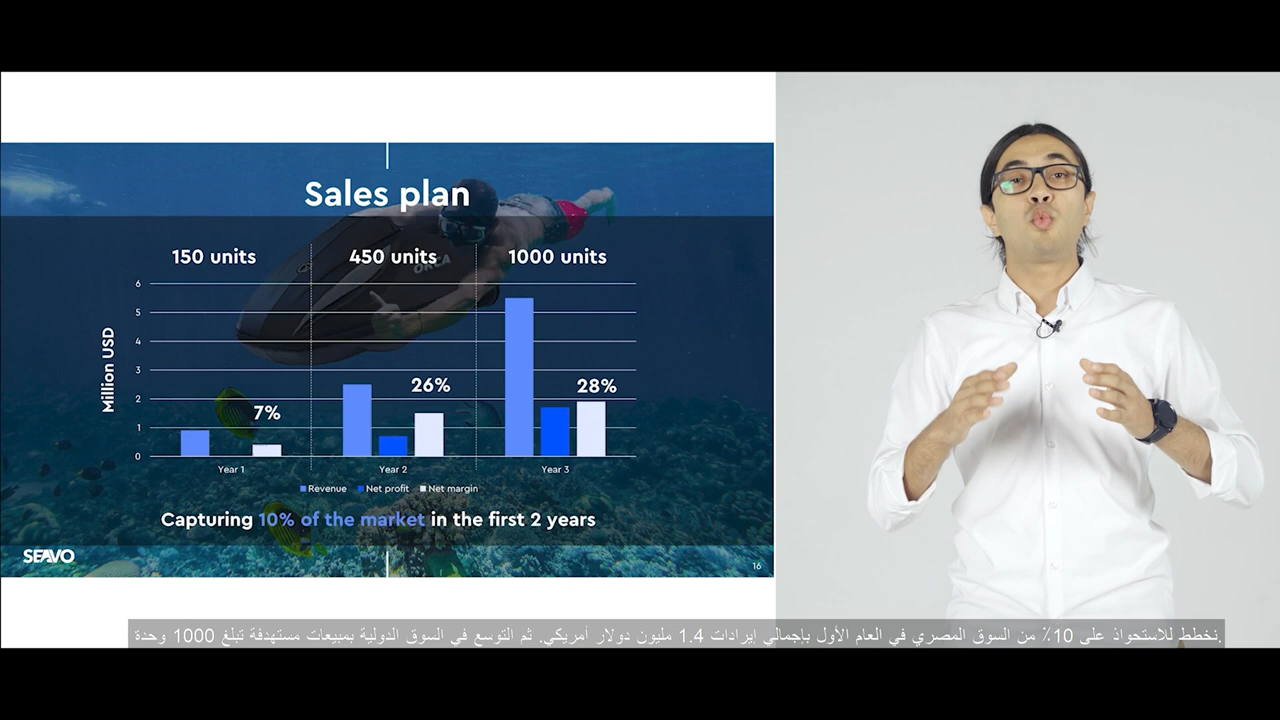 Sales plan
150 units
450 units
1000 units
6
5
4
3
2
1
0
Million USD
7%
26%
28%
Year 1
Year 2
Year 3
Revenue
Net profit
Net margin
Capturing 10% of the market in the first 2 years
SEAVO
16
ORCA
نخطط للاستحواذ على 10٪ من السوق المصري في العام الأول بإجمالي إيرادات 1.4 مليون دولار أمريكي. ثم التوسع في السوق الدولية بمبيعات مستهدفة تبلغ 1000 وحدة.